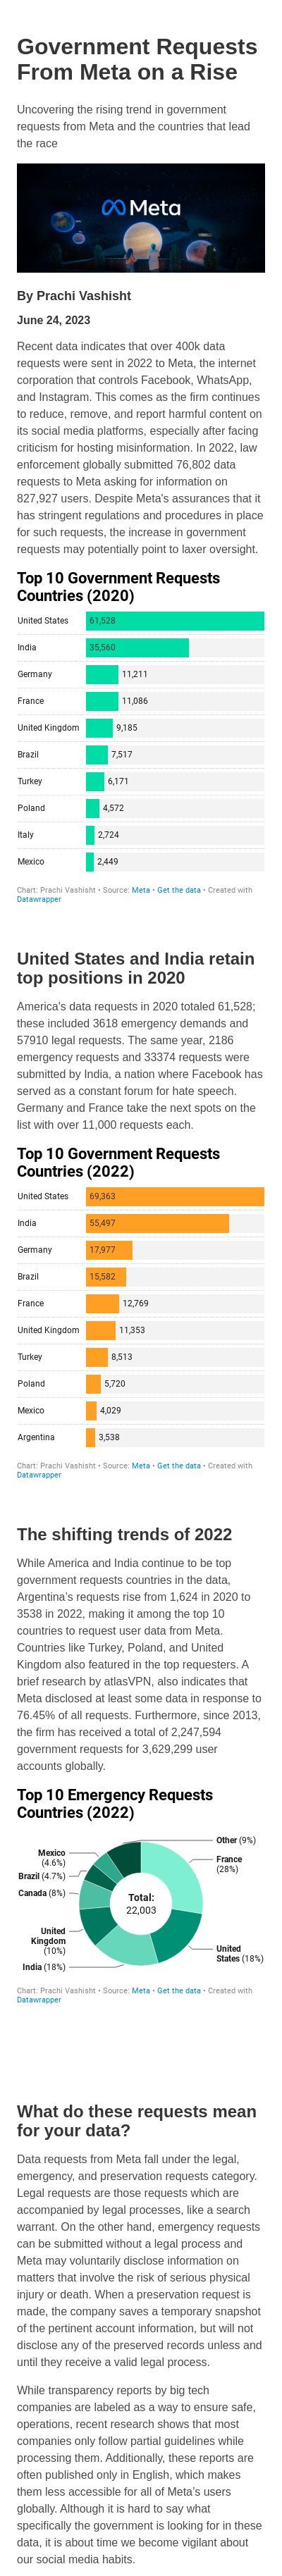 Government Requests
From Meta on a Rise
Uncovering the rising trend in government
requests from Meta and the countries that lead
the race
Meta
By Prachi Vashisht
June 24, 2023
Recent data indicates that over 400k data
requests were sent in 2022 to Meta, the internet
corporation that controls Facebook, WhatsApp,
and Instagram. This comes as the firm continues
to reduce, remove, and report harmful content on
its social media platforms, especially after facing
criticism for hosting misinformation. In 2022, law
enforcement globally submitted 76,802 data
requests to Meta asking for information on
827,927 users. Despite Meta's assurances that it
has stringent regulations and procedures in place
for such requests, the increase in government
requests may potentially point to laxer oversight.
Top 10 Government Requests
Countries (2020)
United States 61,528
India 35,560
Germany 11,211
France 11,086
United Kingdom 9,185
Brazil 7,517
Turkey 6,171
Poland 4,572
Italy 2,724
Mexico 2,449
Chart: Prachi Vashisht • Source: Meta • Get the data • Created with
Datawrapper
United States and India retain
top positions in 2020
America's data requests in 2020 totaled 61,528;
these included 3618 emergency demands and
57910 legal requests. The same year, 2186
emergency requests and 33374 requests were
submitted by India, a nation where Facebook has
served as a constant forum for hate speech.
Germany and France take the next spots on the
list with over 11,000 requests each.
Top 10 Government Requests
Countries (2022)
United States 69,363
India 55,497
Germany 17,977
Brazil 15,582
France 12,769
United Kingdom 11,353
Turkey 8,513
Poland 5,720
Mexico 4,029
Argentina 3,538
Chart: Prachi Vashisht • Source: Meta • Get the data • Created with
Datawrapper
The shifting trends of 2022
While America and India continue to be top
government requests countries in the data,
Argentina's requests rise from 1,624 in 2020 to
3538 in 2022, making it among the top 10
countries to request user data from Meta.
Countries like Turkey, Poland, and United
Kingdom also featured in the top requesters. A
brief research by atlasVPN, also indicates that
Meta disclosed at least some data in response to
76.45% of all requests. Furthermore, since 2013,
the firm has received a total of 2,247,594
government requests for 3,629,299 user
accounts globally.
Top 10 Emergency Requests
Countries (2022)
Other (9%)
France
(28%)
United
States (18%)
India (18%)
United
Kingdom
(10%)
Canada (8%)
Brazil (4.7%)
Mexico
(4.6%)
Total:
22,003
Chart: Prachi Vashisht • Source: Meta • Get the data • Created with
Datawrapper
What do these requests mean
for your data?
Data requests from Meta fall under the legal,
emergency, and preservation requests category.
Legal requests are those requests which are
accompanied by legal processes, like a search
warrant. On the other hand, emergency requests
can be submitted without a legal process and
Meta may voluntarily disclose information on
matters that involve the risk of serious physical
injury or death. When a preservation request is
made, the company saves a temporary snapshot
of the pertinent account information, but will not
disclose any of the preserved records unless and
until they receive a valid legal process.
While transparency reports by big tech
companies are labeled as a way to ensure safe,
operations, recent research shows that most
companies only follow partial guidelines while
processing them. Additionally, these reports are
often published only in English, which makes
them less accessible for all of Meta's users
globally. Although it is hard to say what
specifically the government is looking for in these
data, it is about time we become vigilant about
our social media habits.